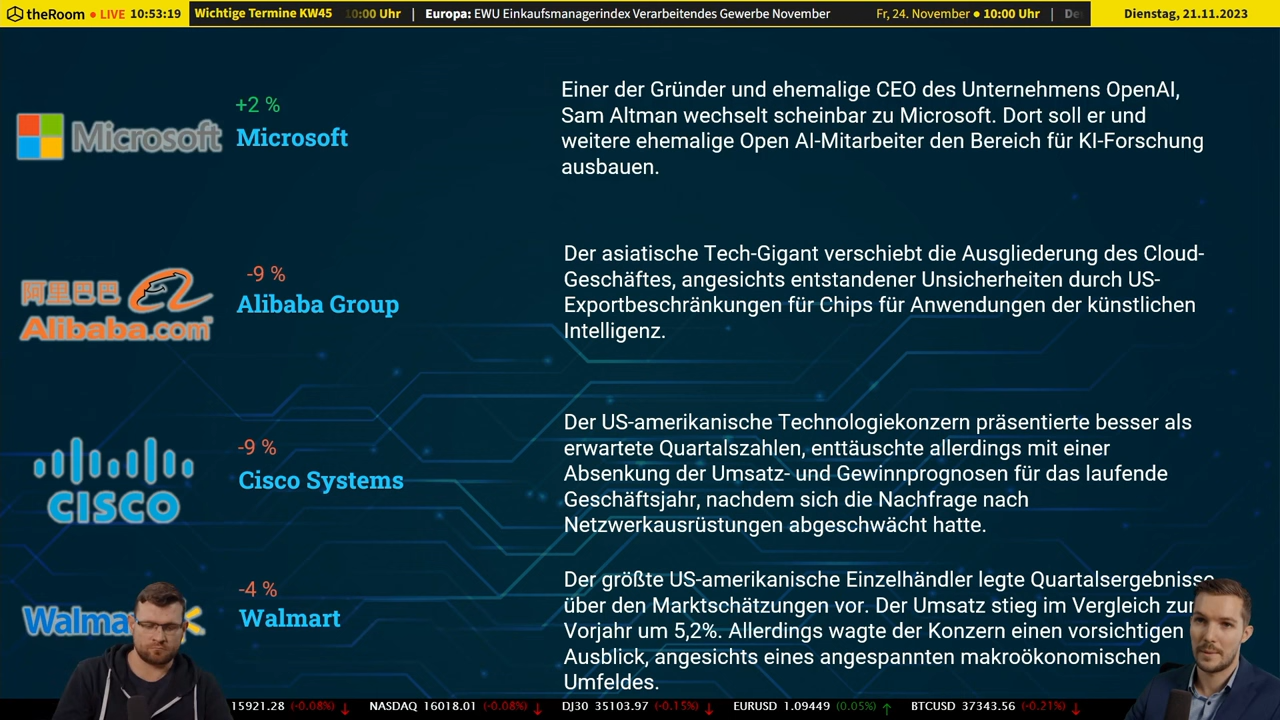 theRoom ● LIVE 10:53:19 Wichtige Termine KW45 10:00 Uhr | Europa: EWU Einkaufsmanagerindex Verarbeitendes Gewerbe November Fr, 24. November ● 10:00 Uhr | De Dienstag, 21.11.2023
+2 %
Microsoft
Microsoft
Einer der Gründer und ehemalige CEO des Unternehmens OpenAI,
Sam Altman wechselt scheinbar zu Microsoft. Dort soll er und
weitere ehemalige Open AI-Mitarbeiter den Bereich für KI-Forschung
ausbauen.
-9 %
阿里巴巴
Alibaba.com
Alibaba Group
Der asiatische Tech-Gigant verschiebt die Ausgliederung des Cloud-
Geschäftes, angesichts entstandener Unsicherheiten durch US-
Exportbeschränkungen für Chips für Anwendungen der künstlichen
Intelligenz.
-9 %
CISCO
Cisco Systems
Der US-amerikanische Technologiekonzern präsentierte besser als
erwartete Quartalszahlen, enttäuschte allerdings mit einer
Absenkung der Umsatz- und Gewinnprognosen für das laufende
Geschäftsjahr, nachdem sich die Nachfrage nach
Netzwerkausrüstungen abgeschwächt hatte.
-4 %
Walma
Walmart
Der größte US-amerikanische Einzelhändler legte Quartalsergebnisse
über den Marktschätzungen vor. Der Umsatz stieg im Vergleich zum
Vorjahr um 5,2%. Allerdings wagte der Konzern einen vorsichtigen
Ausblick, angesichts eines angespannten makroökonomischen
Umfeldes.
15921.28 (-0.08%) ↓ NASDAQ 16018.01 (-0.08%) ↓ DJ30 35103.97 (-0.15%) ↓ EURUSD 1.09449 (0.05%) ↑ BTCUSD 37343.56 (-0.21%) ↓